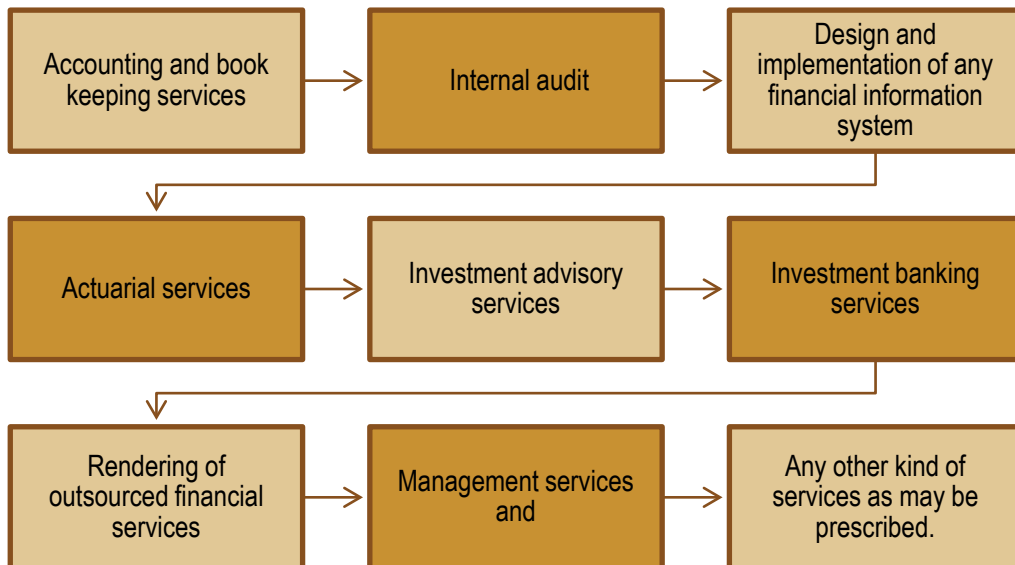 Accounting and book
keeping services
Internal audit
Design and
implementation of any
financial information
system
Actuarial services
Investment advisory
services
Investment banking
services
Rendering of
outsourced financial
services
Management services
and
Any other kind of
services as may be
prescribed.